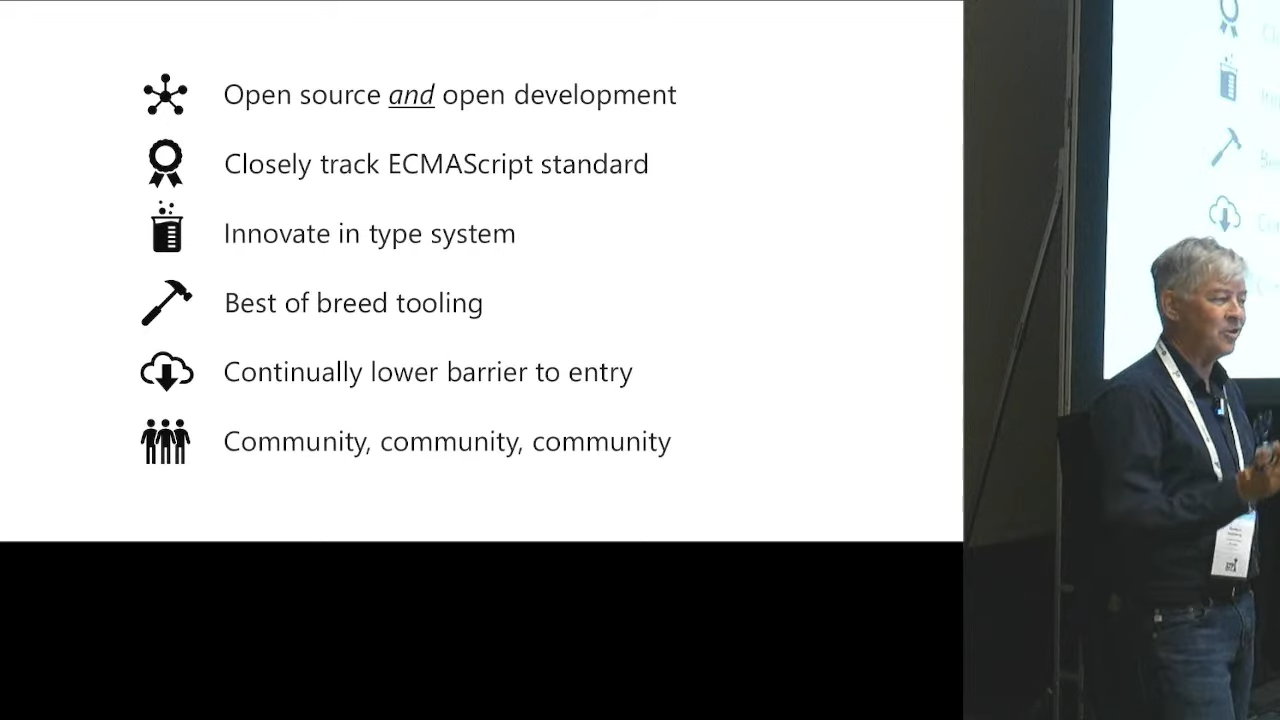 Open source and open development
Closely track ECMAScript standard
Innovate in type system
Best of breed tooling
Continually lower barrier to entry
Community, community, community